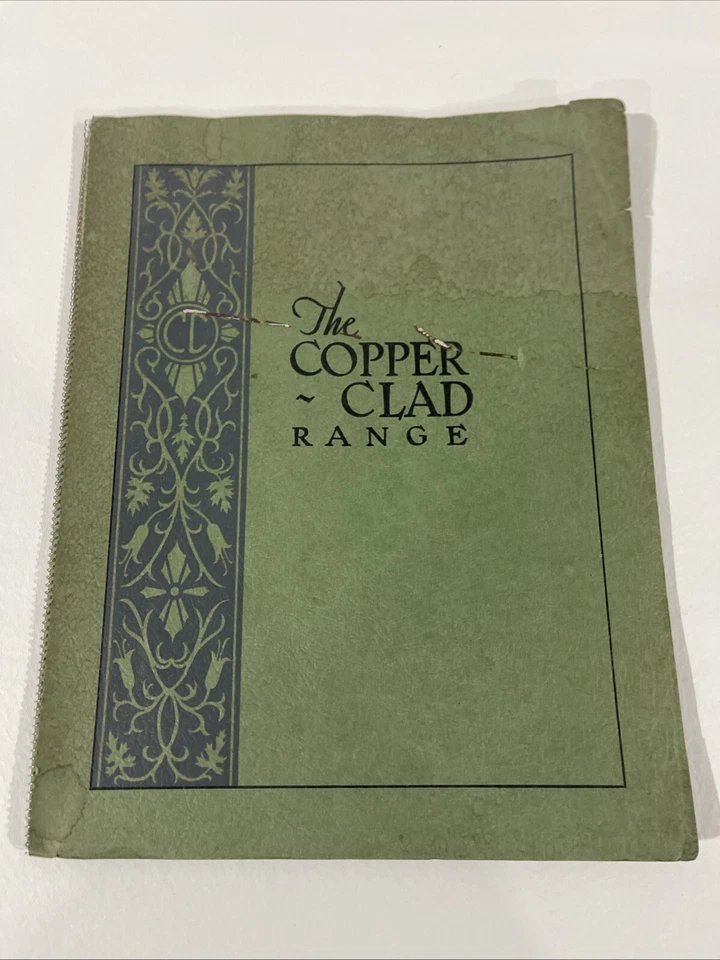 The
COPPER
~ CLAD
RANGE